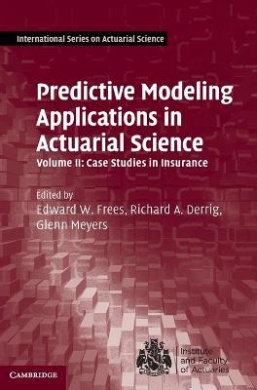 International Series on Actuarial Science
Predictive Modeling
Applications in
Actuarial Science
Volume II: Case Studies in Insurance
Edited by
Edward W. Frees, Richard A. Derrig,
Glenn Meyers
CAMBRIDGE
Institute
and Faculty
of Actuaries